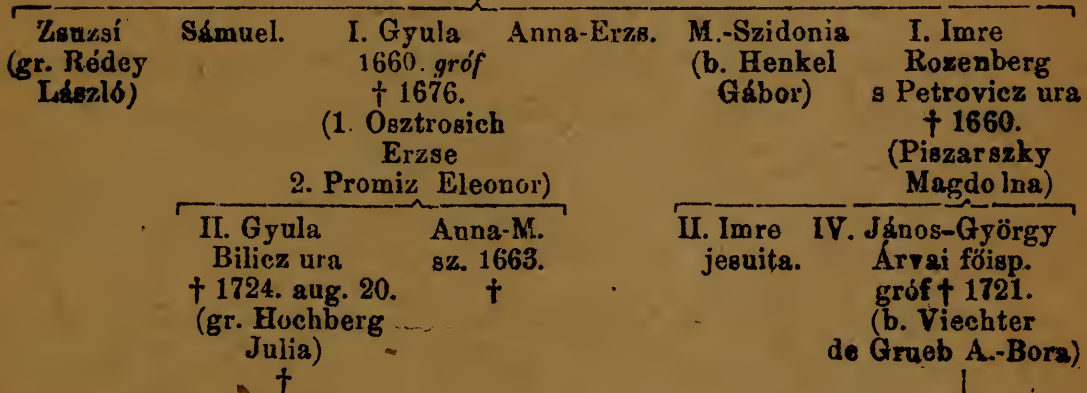 Zsuzsi Sámuel. I. Gyula Anna-Erzs. M.-Szidonia I. Imre
(gr. Rédey 1660. gróf (b. Henkel Rozenberg
László) † 1676. Gábor) s Petrovicz ura
(1. Osztrosich † 1660.
Erzse (Piszarszky
2. Promiz Eleonor) Magdolna)
II. Gyula Anna-M. II. Imre IV. János-György
Bilicz ura sz. 1663. jesuita. Árvai főisp.
† 1724. aug. 20. † gróf † 1721.
(gr. Hochberg (b. Viechter
Julia) de Grueb A.-Bora)
†